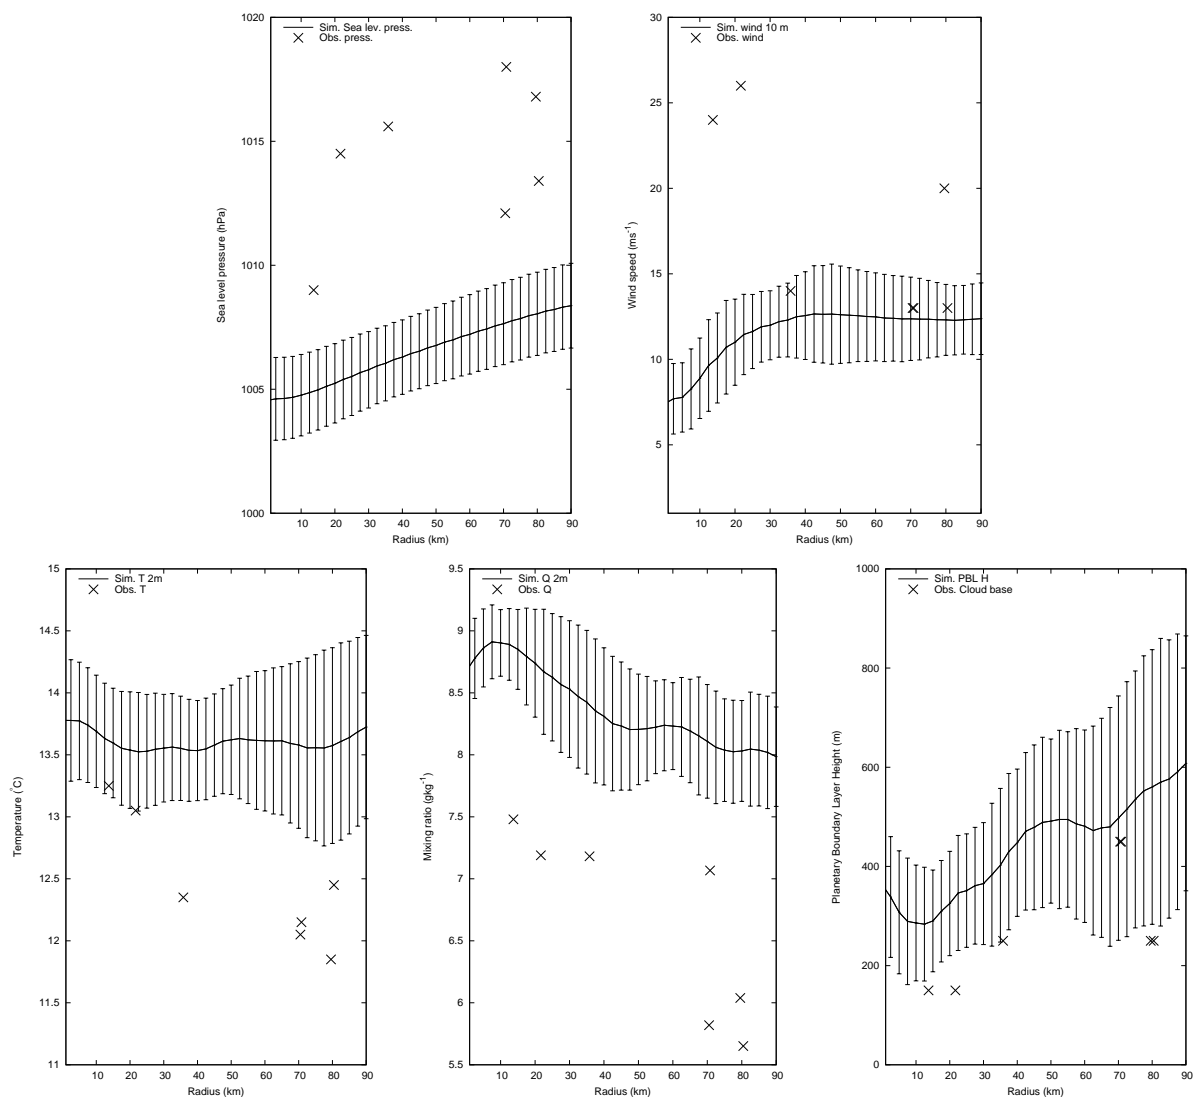 Sim. Sea lev. press.
Obs. press.
1020
1015
1010
1005
1000
Sea level pressure (hPa)
10 20 30 40 50 60 70 80 90
Radius (km)
Sim. wind 10 m
Obs. wind
30
25
20
15
10
5
Wind speed (ms-1)
10 20 30 40 50 60 70 80 90
Radius (km)
Sim. T 2m
Obs. T
15
14.5
14
13.5
13
12.5
12
11.5
11
Temperature (°C)
10 20 30 40 50 60 70 80 90
Radius (km)
Sim. Q 2m
Obs. Q
9.5
9
8.5
8
7.5
7
6.5
6
5.5
Mixing ratio (gkg-1)
10 20 30 40 50 60 70 80 90
Radius (km)
Sim. PBL H
Obs. Cloud base
1000
800
600
400
200
0
Planetary Boundary Layer Height (m)
10 20 30 40 50 60 70 80 90
Radius (km)